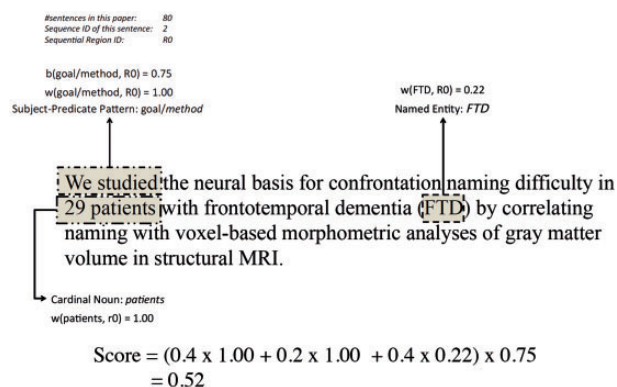 #sentences in this paper: 80
Sequence ID of this sentence: 2
Sequential Region ID: R0
b(goal/method, R0) = 0.75
w(goal/method, R0) = 1.00
Subject-Predicate Pattern: goal/method
w(FTD, R0) = 0.22
Named Entity: FTD
We studied the neural basis for confrontation naming difficulty in
29 patients with frontotemporal dementia (FTD) by correlating
naming with voxel-based morphometric analyses of gray matter
volume in structural MRI.
Cardinal Noun: patients
w(patients, r0) = 1.00
Score = (0.4 x 1.00 + 0.2 x 1.00 + 0.4 x 0.22) x 0.75
= 0.52